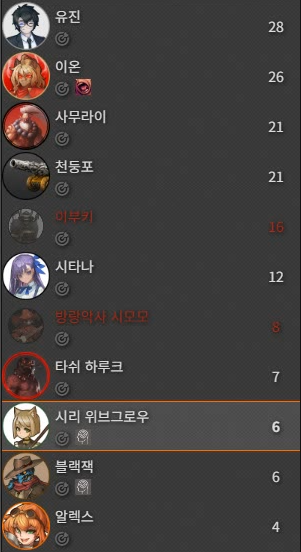 유진
28
이온
26
사무라이
21
천둥포
21
이부키
16
시타나
12
방랑악사 시모모
8
타쉬 하루크
7
시리 위브그로우
6
블랙잭
6
알렉스
4